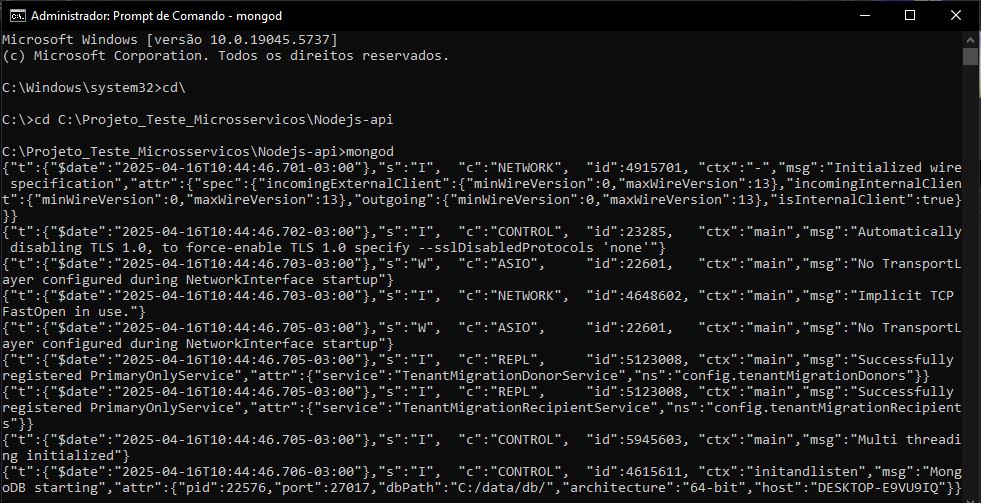 Administrador: Prompt de Comando - mongod
Microsoft Windows [versão 10.0.19045.5737]
(c) Microsoft Corporation. Todos os direitos reservados.
C:\Windows\system32>cd\
C:\>cd C:\Projeto_Teste_Microsservicos\Nodejs-api
C:\Projeto_Teste_Microsservicos\Nodejs-api>mongod
{"t":{"$date":"2025-04-16T10:44:46.701-03:00"},"s":"I",  "c":"NETWORK",  "id":4915701, "ctx":"-","msg":"Initialized wire
 specification","attr":{"spec":{"incomingExternalClient":{"minWireVersion":0,"maxWireVersion":13},"incomingInternalClien
t":{"minWireVersion":0,"maxWireVersion":13},"outgoing":{"minWireVersion":0,"maxWireVersion":13},"isInternalClient":true}
}}
{"t":{"$date":"2025-04-16T10:44:46.702-03:00"},"s":"I",  "c":"CONTROL",  "id":23285,   "ctx":"main","msg":"Automatically
 disabling TLS 1.0, to force-enable TLS 1.0 specify --sslDisabledProtocols 'none'"}
{"t":{"$date":"2025-04-16T10:44:46.703-03:00"},"s":"W",  "c":"ASIO",     "id":22601,   "ctx":"main","msg":"No TransportL
ayer configured during NetworkInterface startup"}
{"t":{"$date":"2025-04-16T10:44:46.703-03:00"},"s":"I",  "c":"NETWORK",  "id":4648602, "ctx":"main","msg":"Implicit TCP
FastOpen in use."}
{"t":{"$date":"2025-04-16T10:44:46.705-03:00"},"s":"W",  "c":"ASIO",     "id":22601,   "ctx":"main","msg":"No TransportL
ayer configured during NetworkInterface startup"}
{"t":{"$date":"2025-04-16T10:44:46.705-03:00"},"s":"I",  "c":"REPL",     "id":5123008, "ctx":"main","msg":"Successfully
registered PrimaryOnlyService","attr":{"service":"TenantMigrationDonorService","ns":"config.tenantMigrationDonors"}}
{"t":{"$date":"2025-04-16T10:44:46.705-03:00"},"s":"I",  "c":"REPL",     "id":5123008, "ctx":"main","msg":"Successfully
registered PrimaryOnlyService","attr":{"service":"TenantMigrationRecipientService","ns":"config.tenantMigrationRecipient
s"}}
{"t":{"$date":"2025-04-16T10:44:46.705-03:00"},"s":"I",  "c":"CONTROL",  "id":5945603, "ctx":"main","msg":"Multi threadi
ng initialized"}
{"t":{"$date":"2025-04-16T10:44:46.706-03:00"},"s":"I",  "c":"CONTROL",  "id":4615611, "ctx":"initandlisten","msg":"Mong
oDB starting","attr":{"pid":22576,"port":27017,"dbPath":"C:/data/db/","architecture":"64-bit","host":"DESKTOP-E9VU9IQ"}}